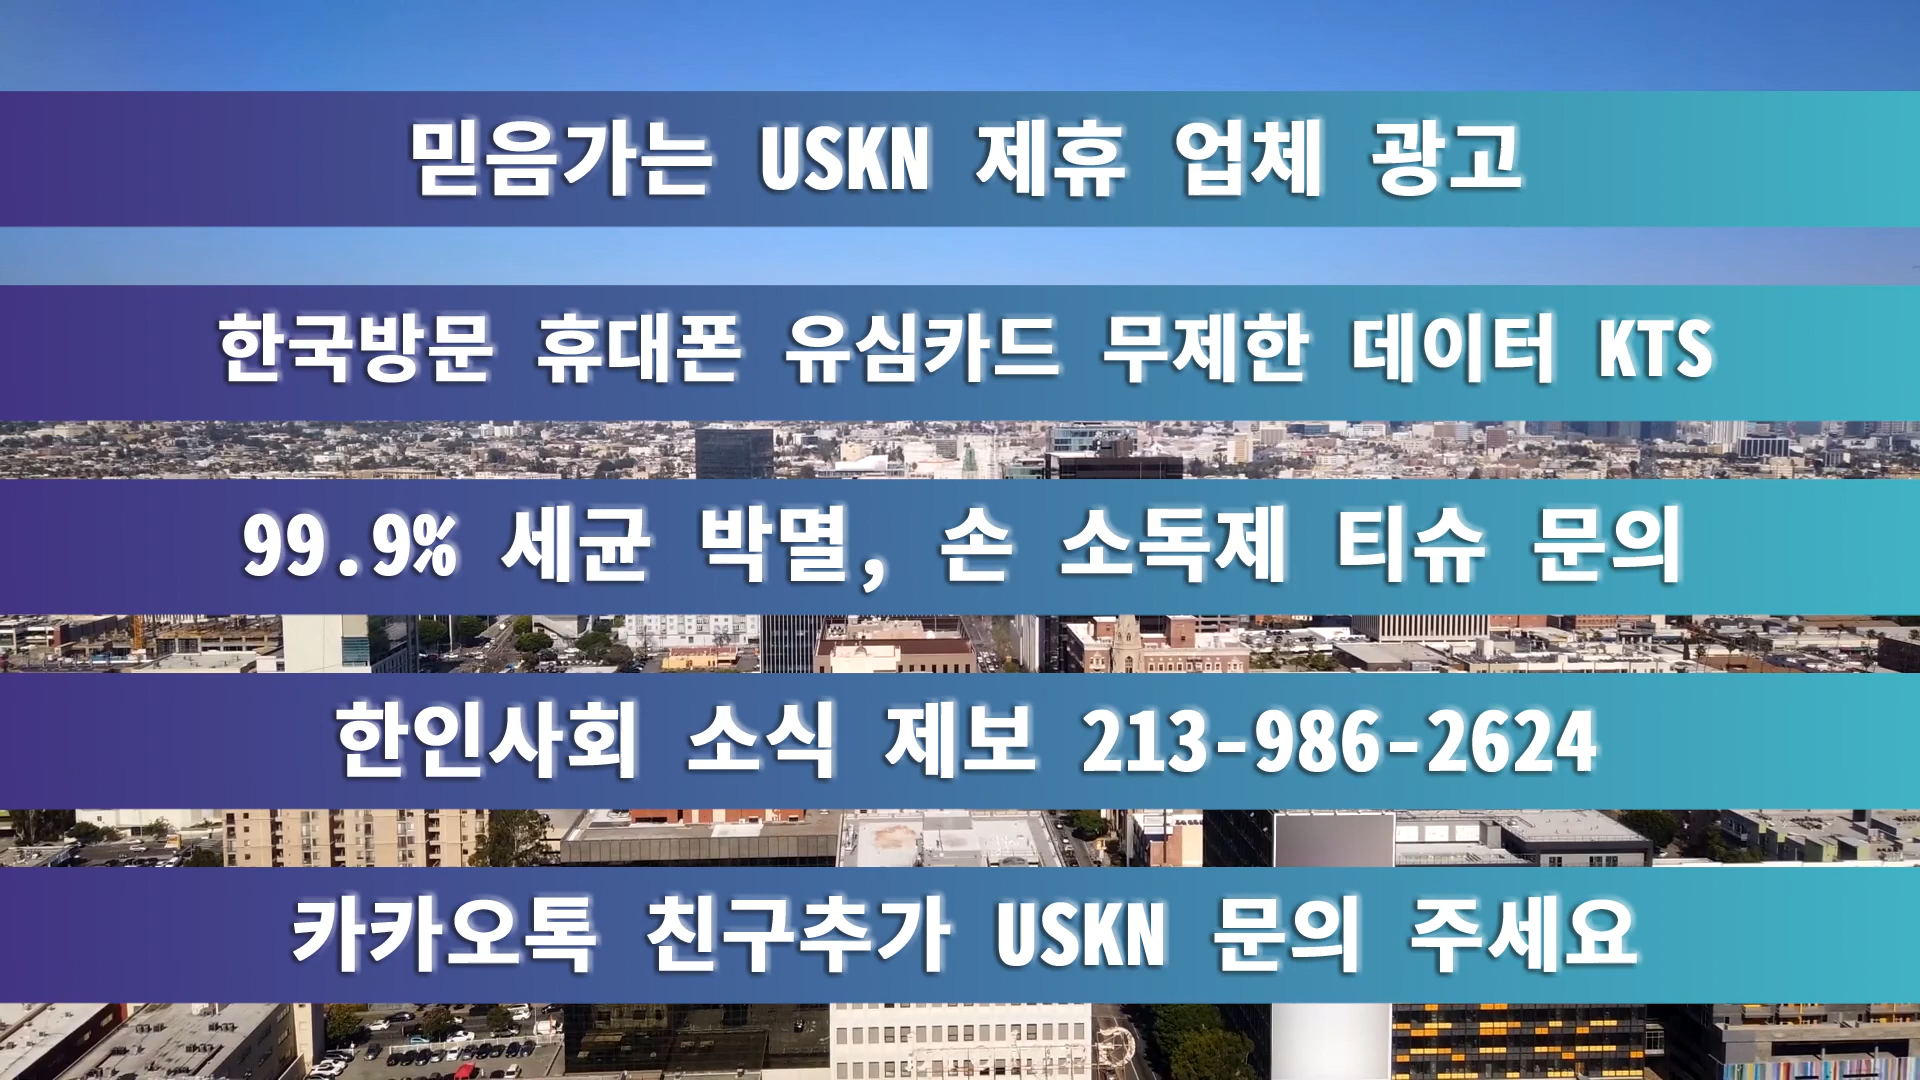 믿음가는 USKN 제휴 업체 광고
한국방문 휴대폰 유심카드 무제한 데이터 KTS
99.9% 세균 박멸, 손 소독제 티슈 문의
한인사회 소식 제보 213-986-2624
카카오톡 친구추가 USKN 문의 주세요